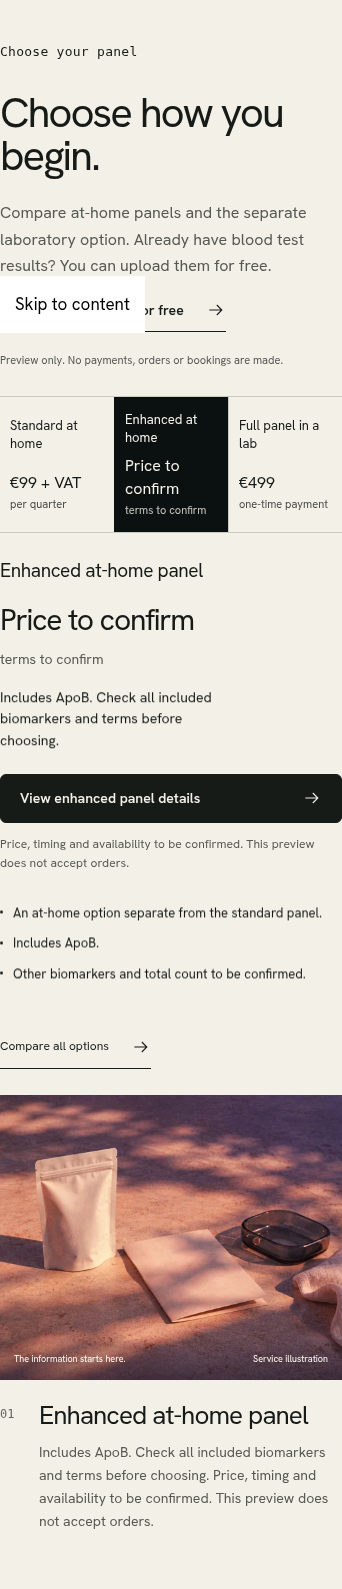 Choose your panel
Choose how you
begin.
Compare at-home panels and the separate
laboratory option. Already have blood test
results? You can upload them for free.
Skip to content
or free
Preview only. No payments, orders or bookings are made.
Standard at
home
€99 + VAT
per quarter
Enhanced at
home
Price to
confirm
terms to confirm
Full panel in a
lab
€499
one-time payment
Enhanced at-home panel
Price to confirm
terms to confirm
Includes ApoB. Check all included
biomarkers and terms before
choosing.
View enhanced panel details
Price, timing and availability to be confirmed. This preview
does not accept orders.
An at-home option separate from the standard panel.
Includes ApoB.
Other biomarkers and total count to be confirmed.
Compare all options
The information starts here.
Service illustration
01
Enhanced at-home panel
Includes ApoB. Check all included biomarkers
and terms before choosing. Price, timing and
availability to be confirmed. This preview does
not accept orders.